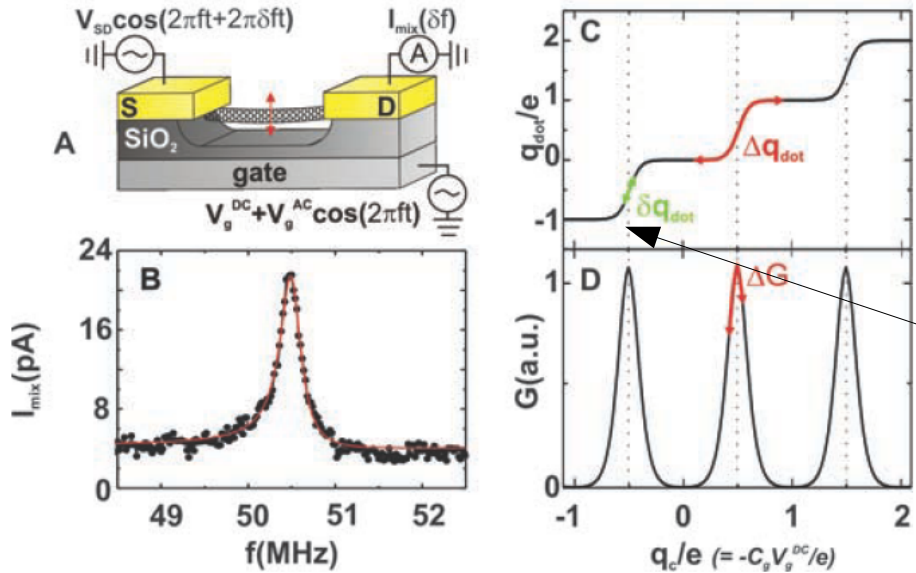 V_SD cos(2πft+2πδft)
I_mix(δf)
A
S
D
SiO₂
A
gate
V_g^DC+V_g^AC cos(2πft)
24
B
16
I_mix(pA)
8
0
49
50
51
52
f(MHz)
C
2
1
q_dot/e
Δq_dot
0
δq_dot
-1
D
ΔG
1
G(a.u.)
0
-1
0
1
2
q_c/e (= -C_g V_g^DC/e)